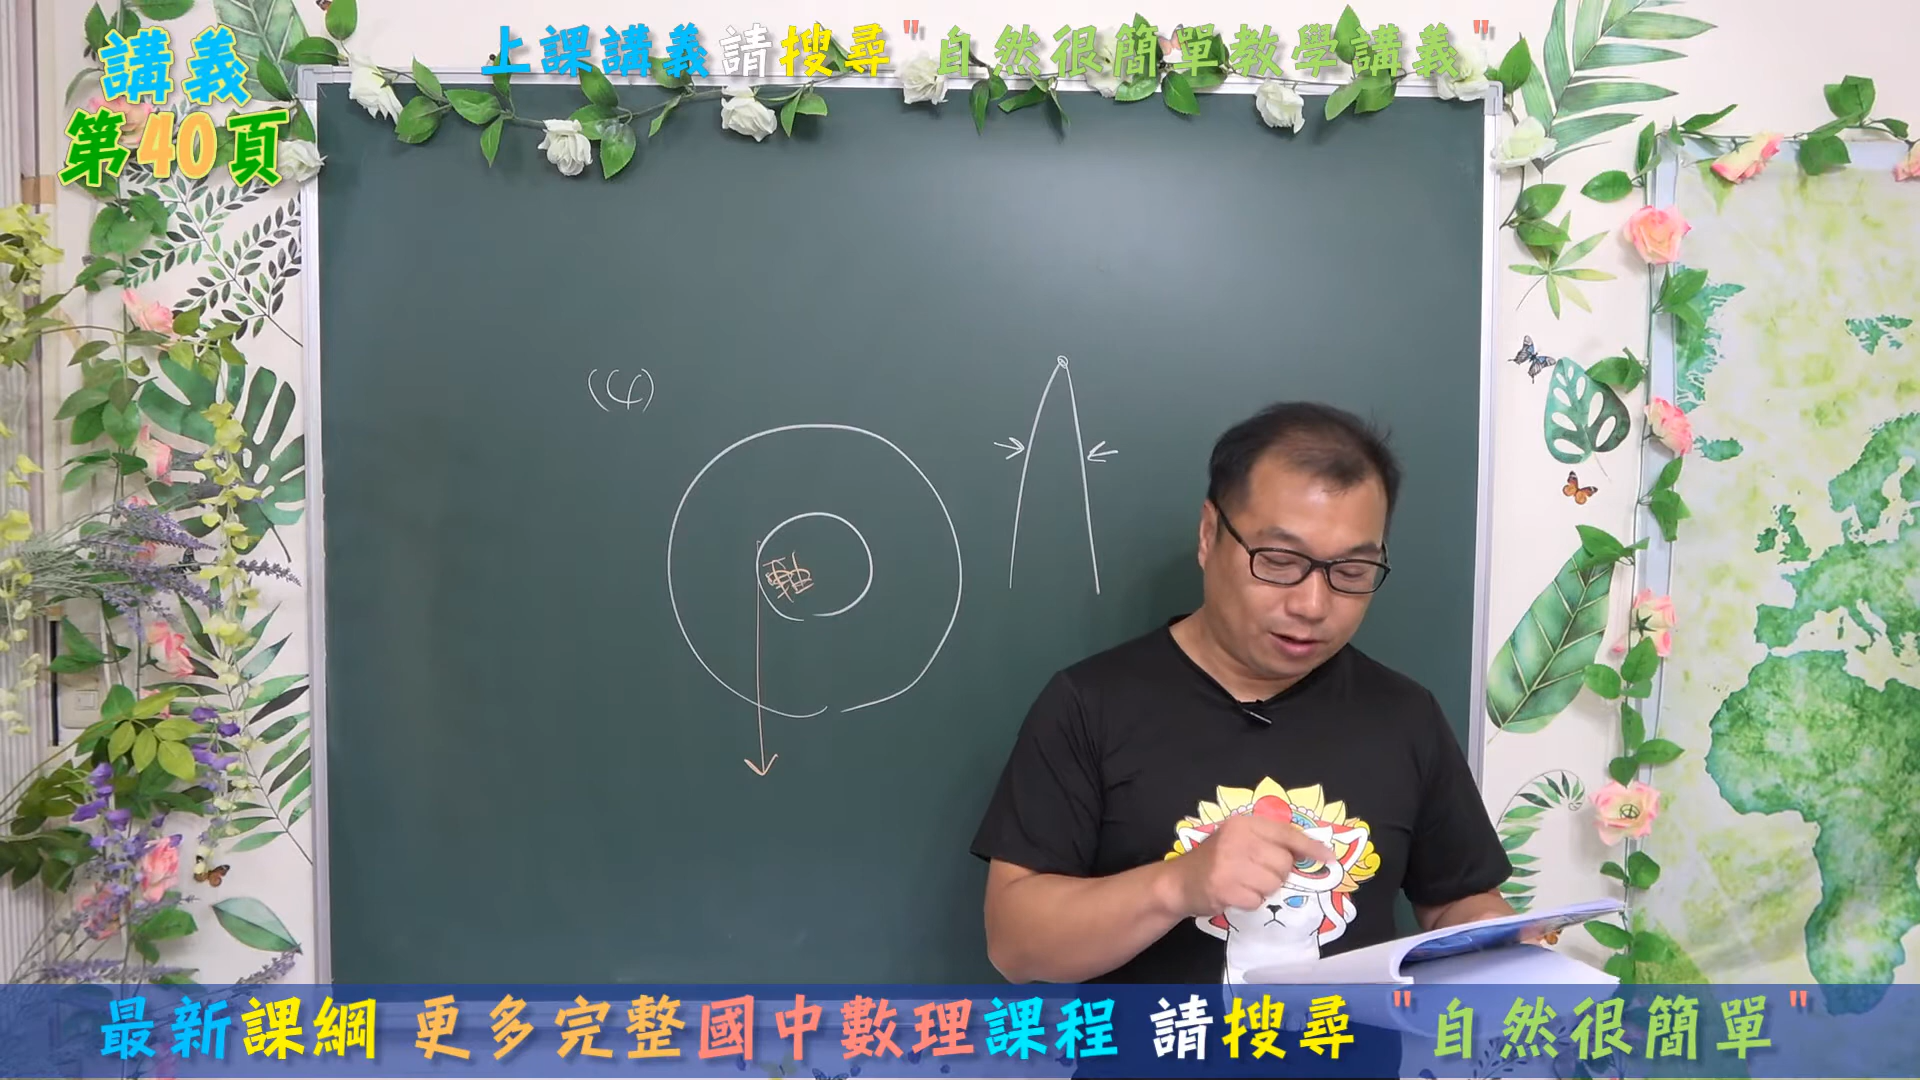 上課講義請搜尋"自然很簡單教學講義"
講義
第40頁
(4)
軸
最新課綱 更多完整國中數理課程 請搜尋 "自然很簡單"